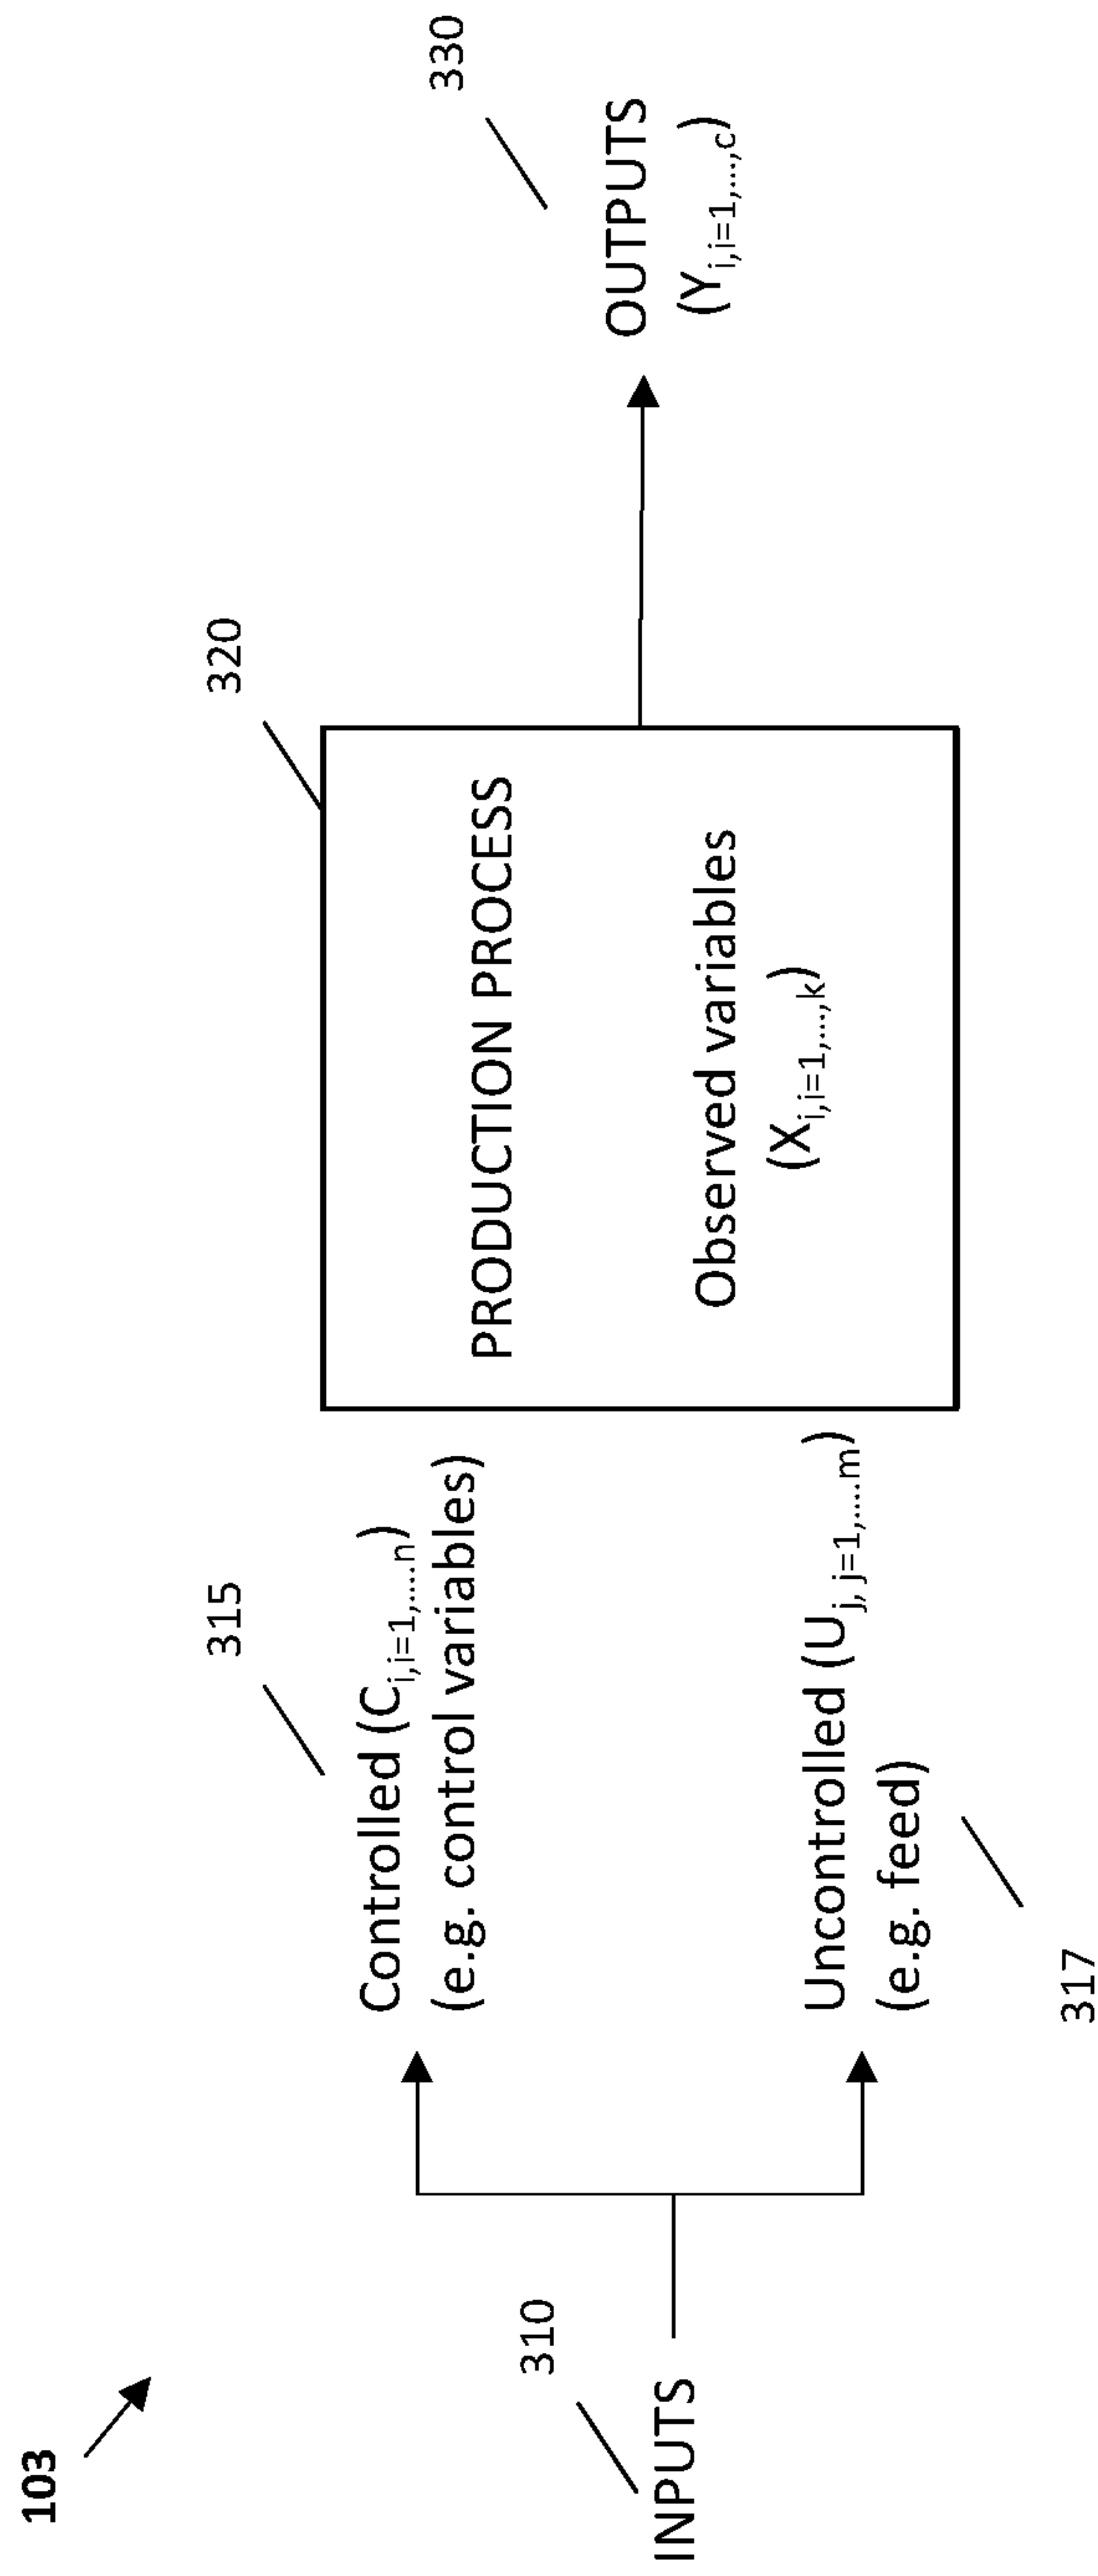 103
310
INPUTS
315
Controlled (C_{i,i=1,....n})
(e.g. control variables)
Uncontrolled (U_{j, j=1,....m})
(e.g. feed)
317
320
PRODUCTION PROCESS
Observed variables
(X_{i,i=1,...,k})
330
OUTPUTS
(Y_{i,i=1,...,c})